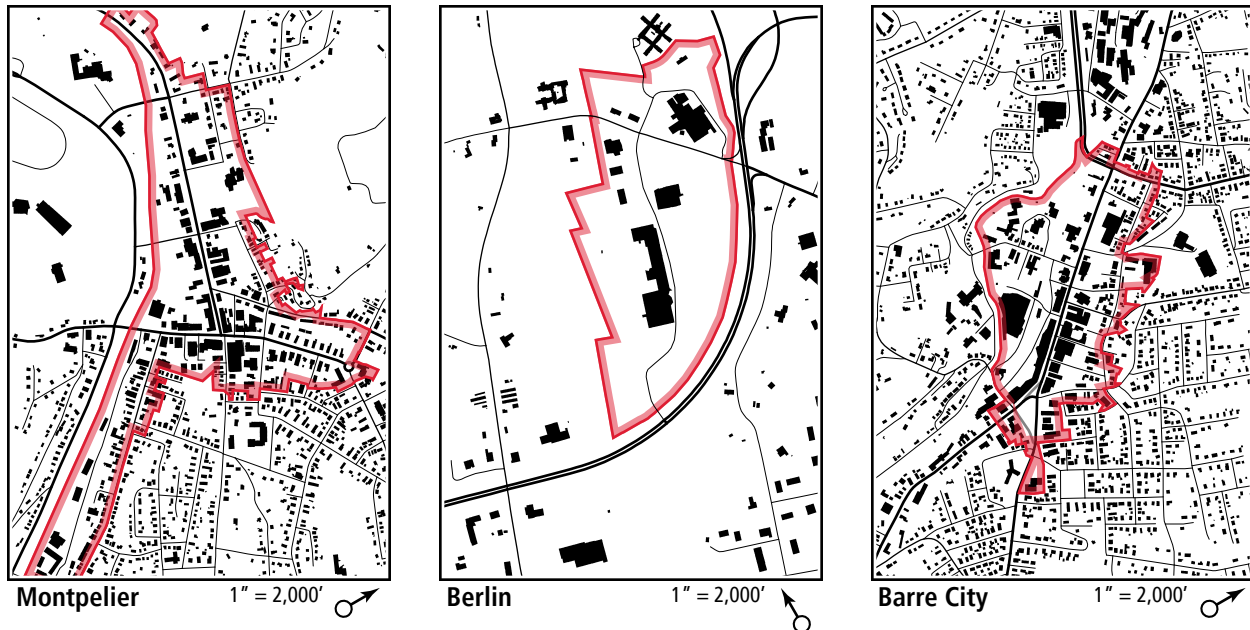 Montpelier 1” = 2,000’
Berlin 1” = 2,000’
Barre City 1” = 2,000’